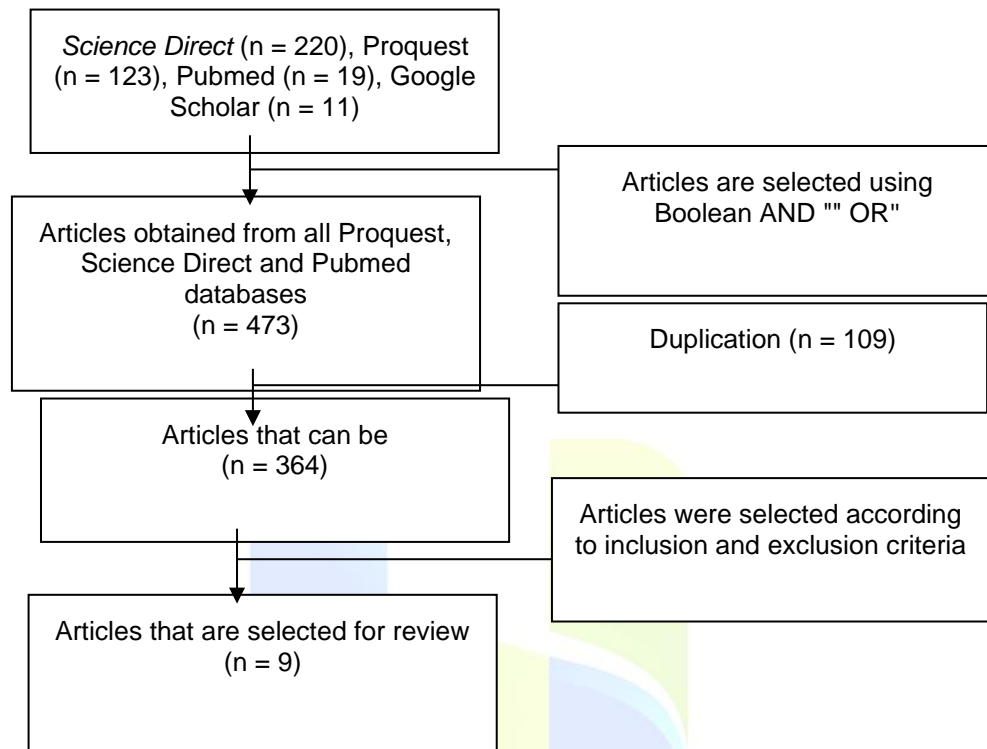 Science Direct (n = 220), Proquest
(n = 123), Pubmed (n = 19), Google
Scholar (n = 11)
Articles are selected using
Boolean AND "" OR"
Articles obtained from all Proquest,
Science Direct and Pubmed
databases
(n = 473)
Duplication (n = 109)
Articles that can be
(n = 364)
Articles were selected according
to inclusion and exclusion criteria
Articles that are selected for review
(n = 9)